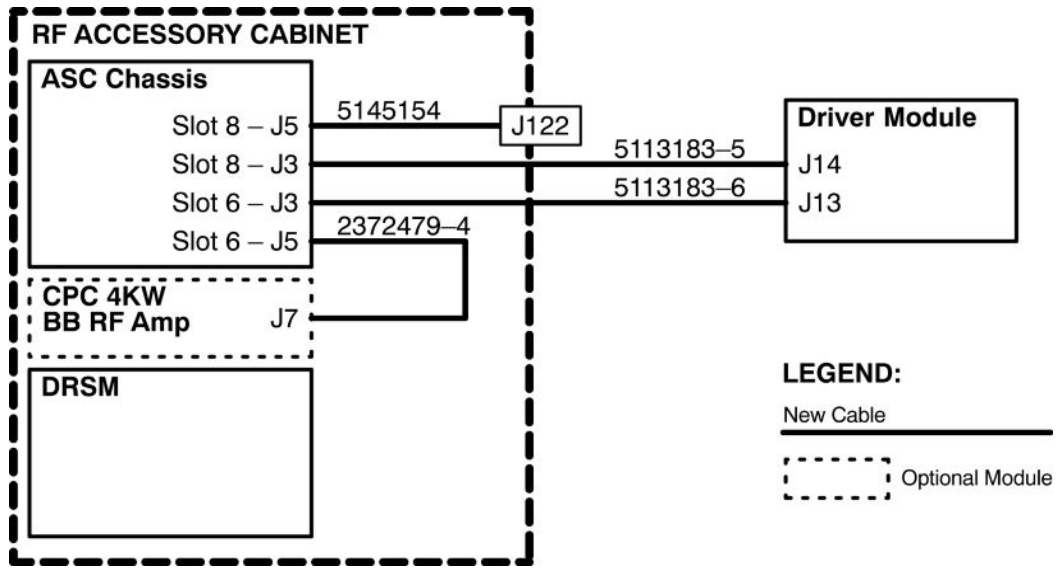 RF ACCESSORY CABINET
ASC Chassis
Slot 8 – J5
5145154
J122
Slot 8 – J3
5113183–5
Slot 6 – J3
5113183–6
Slot 6 – J5
2372479–4
Driver Module
J14
J13
CPC 4KW
BB RF Amp
J7
DRSM
LEGEND:
New Cable
Optional Module